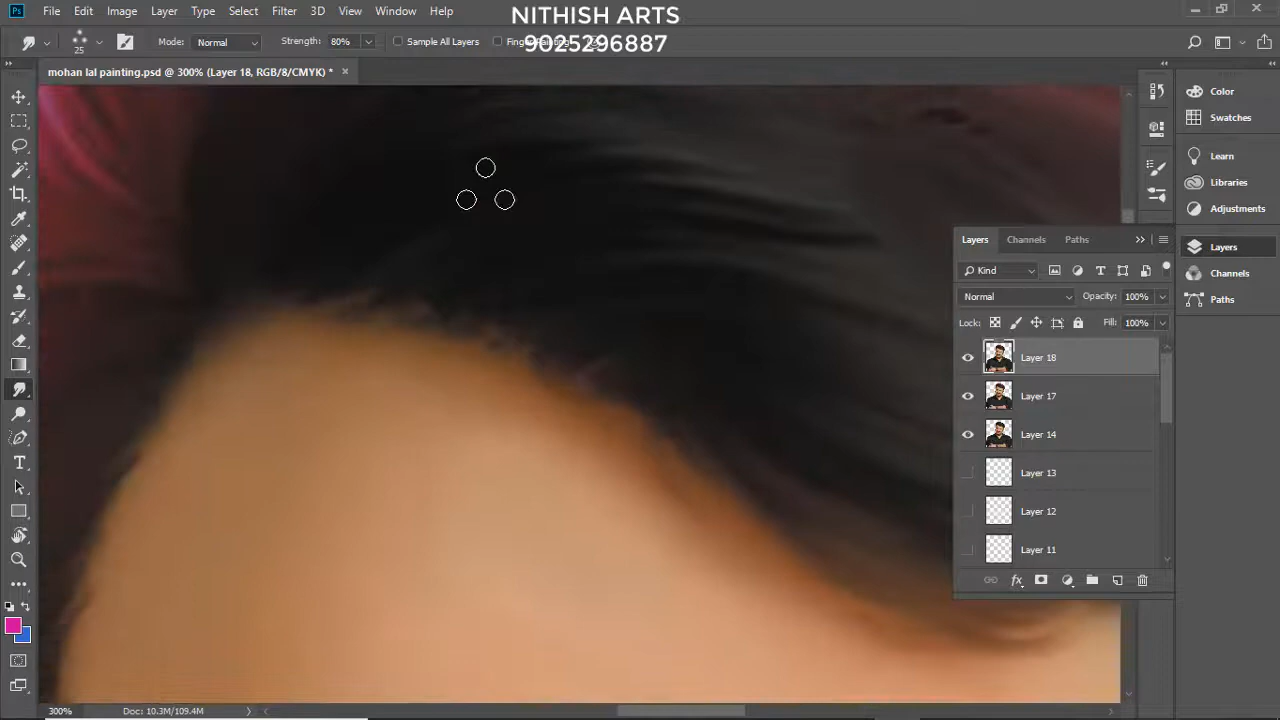 Ps File Edit Image Layer Type Select Filter 3D View Window Help
NITHISH ARTS
9025296887
25 Mode: Normal Strength: 80% Sample All Layers
mohan lal painting.psd @ 300% (Layer 18, RGB/8/CMYK) * ×
Color
Swatches
Learn
Libraries
Adjustments
Layers
Channels
Paths
Layers Channels Paths
Kind
Normal Opacity: 100%
Lock: Fill: 100%
Layer 18
Layer 17
Layer 14
Layer 13
Layer 12
Layer 11
fx
300% Doc: 10.3M/109.4M